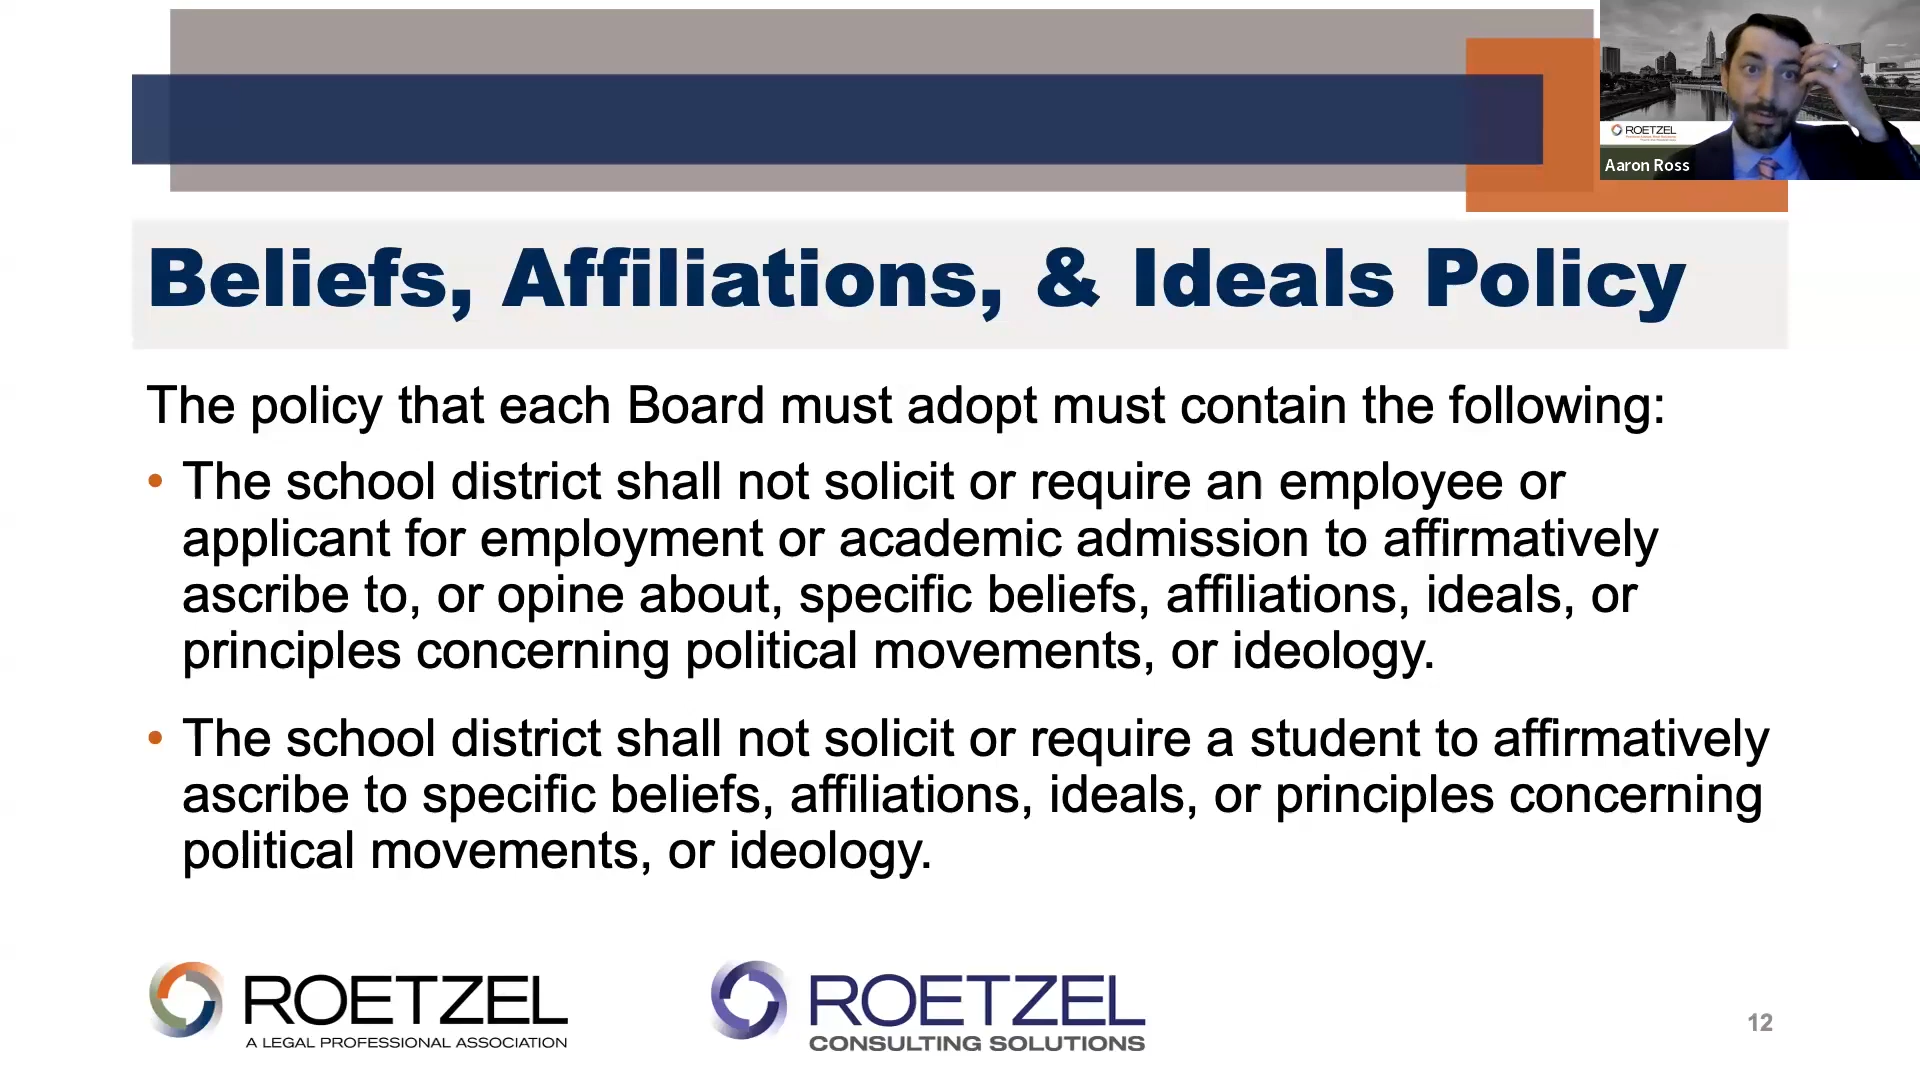 ROETZEL
Aaron Ross
Beliefs, Affiliations, & Ideals Policy
The policy that each Board must adopt must contain the following:
• The school district shall not solicit or require an employee or
applicant for employment or academic admission to affirmatively
ascribe to, or opine about, specific beliefs, affiliations, ideals, or
principles concerning political movements, or ideology.
• The school district shall not solicit or require a student to affirmatively
ascribe to specific beliefs, affiliations, ideals, or principles concerning
political movements, or ideology.
ROETZEL
A LEGAL PROFESSIONAL ASSOCIATION
ROETZEL
CONSULTING SOLUTIONS
12